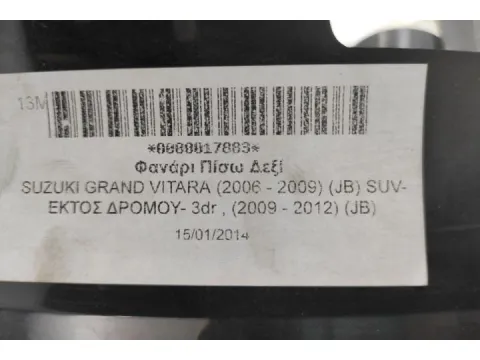 13M
*0000017883*
Φανάρι Πίσω Δεξί
SUZUKI GRAND VITARA (2006 - 2009) (JB) SUV-
ΕΚΤΟΣ ΔΡΟΜΟΥ- 3dr , (2009 - 2012) (JB)
15/01/2014